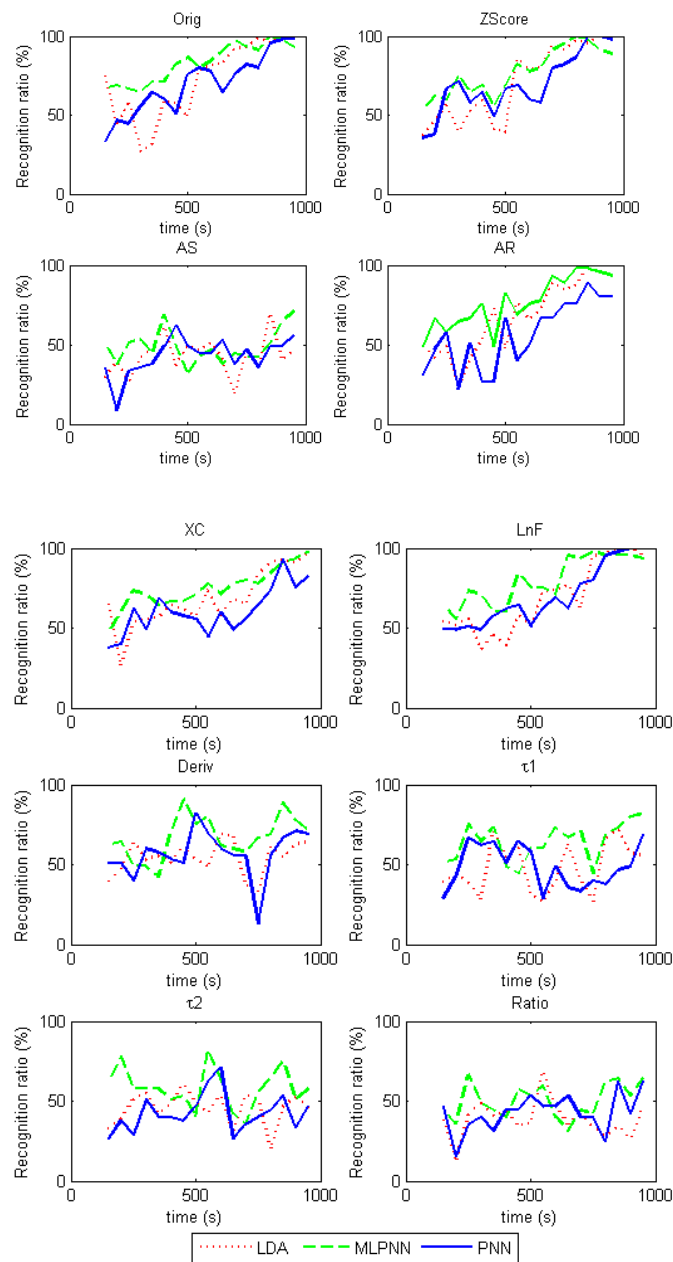 Orig ZScore
Recognition ratio (%) Recognition ratio (%)
100 100
50 50
0 0
0 500 1000 0 500 1000
time (s) time (s)
AS AR
Recognition ratio (%) Recognition ratio (%)
100 100
50 50
0 0
0 500 1000 0 500 1000
time (s) time (s)
XC LnF
Recognition ratio (%) Recognition ratio (%)
100 100
50 50
0 0
0 500 1000 0 500 1000
time (s) time (s)
Deriv τ1
Recognition ratio (%) Recognition ratio (%)
100 100
50 50
0 0
0 500 1000 0 500 1000
time (s) time (s)
τ2 Ratio
Recognition ratio (%) Recognition ratio (%)
100 100
50 50
0 0
0 500 1000 0 500 1000
time (s) time (s)
LDA MLPNN PNN